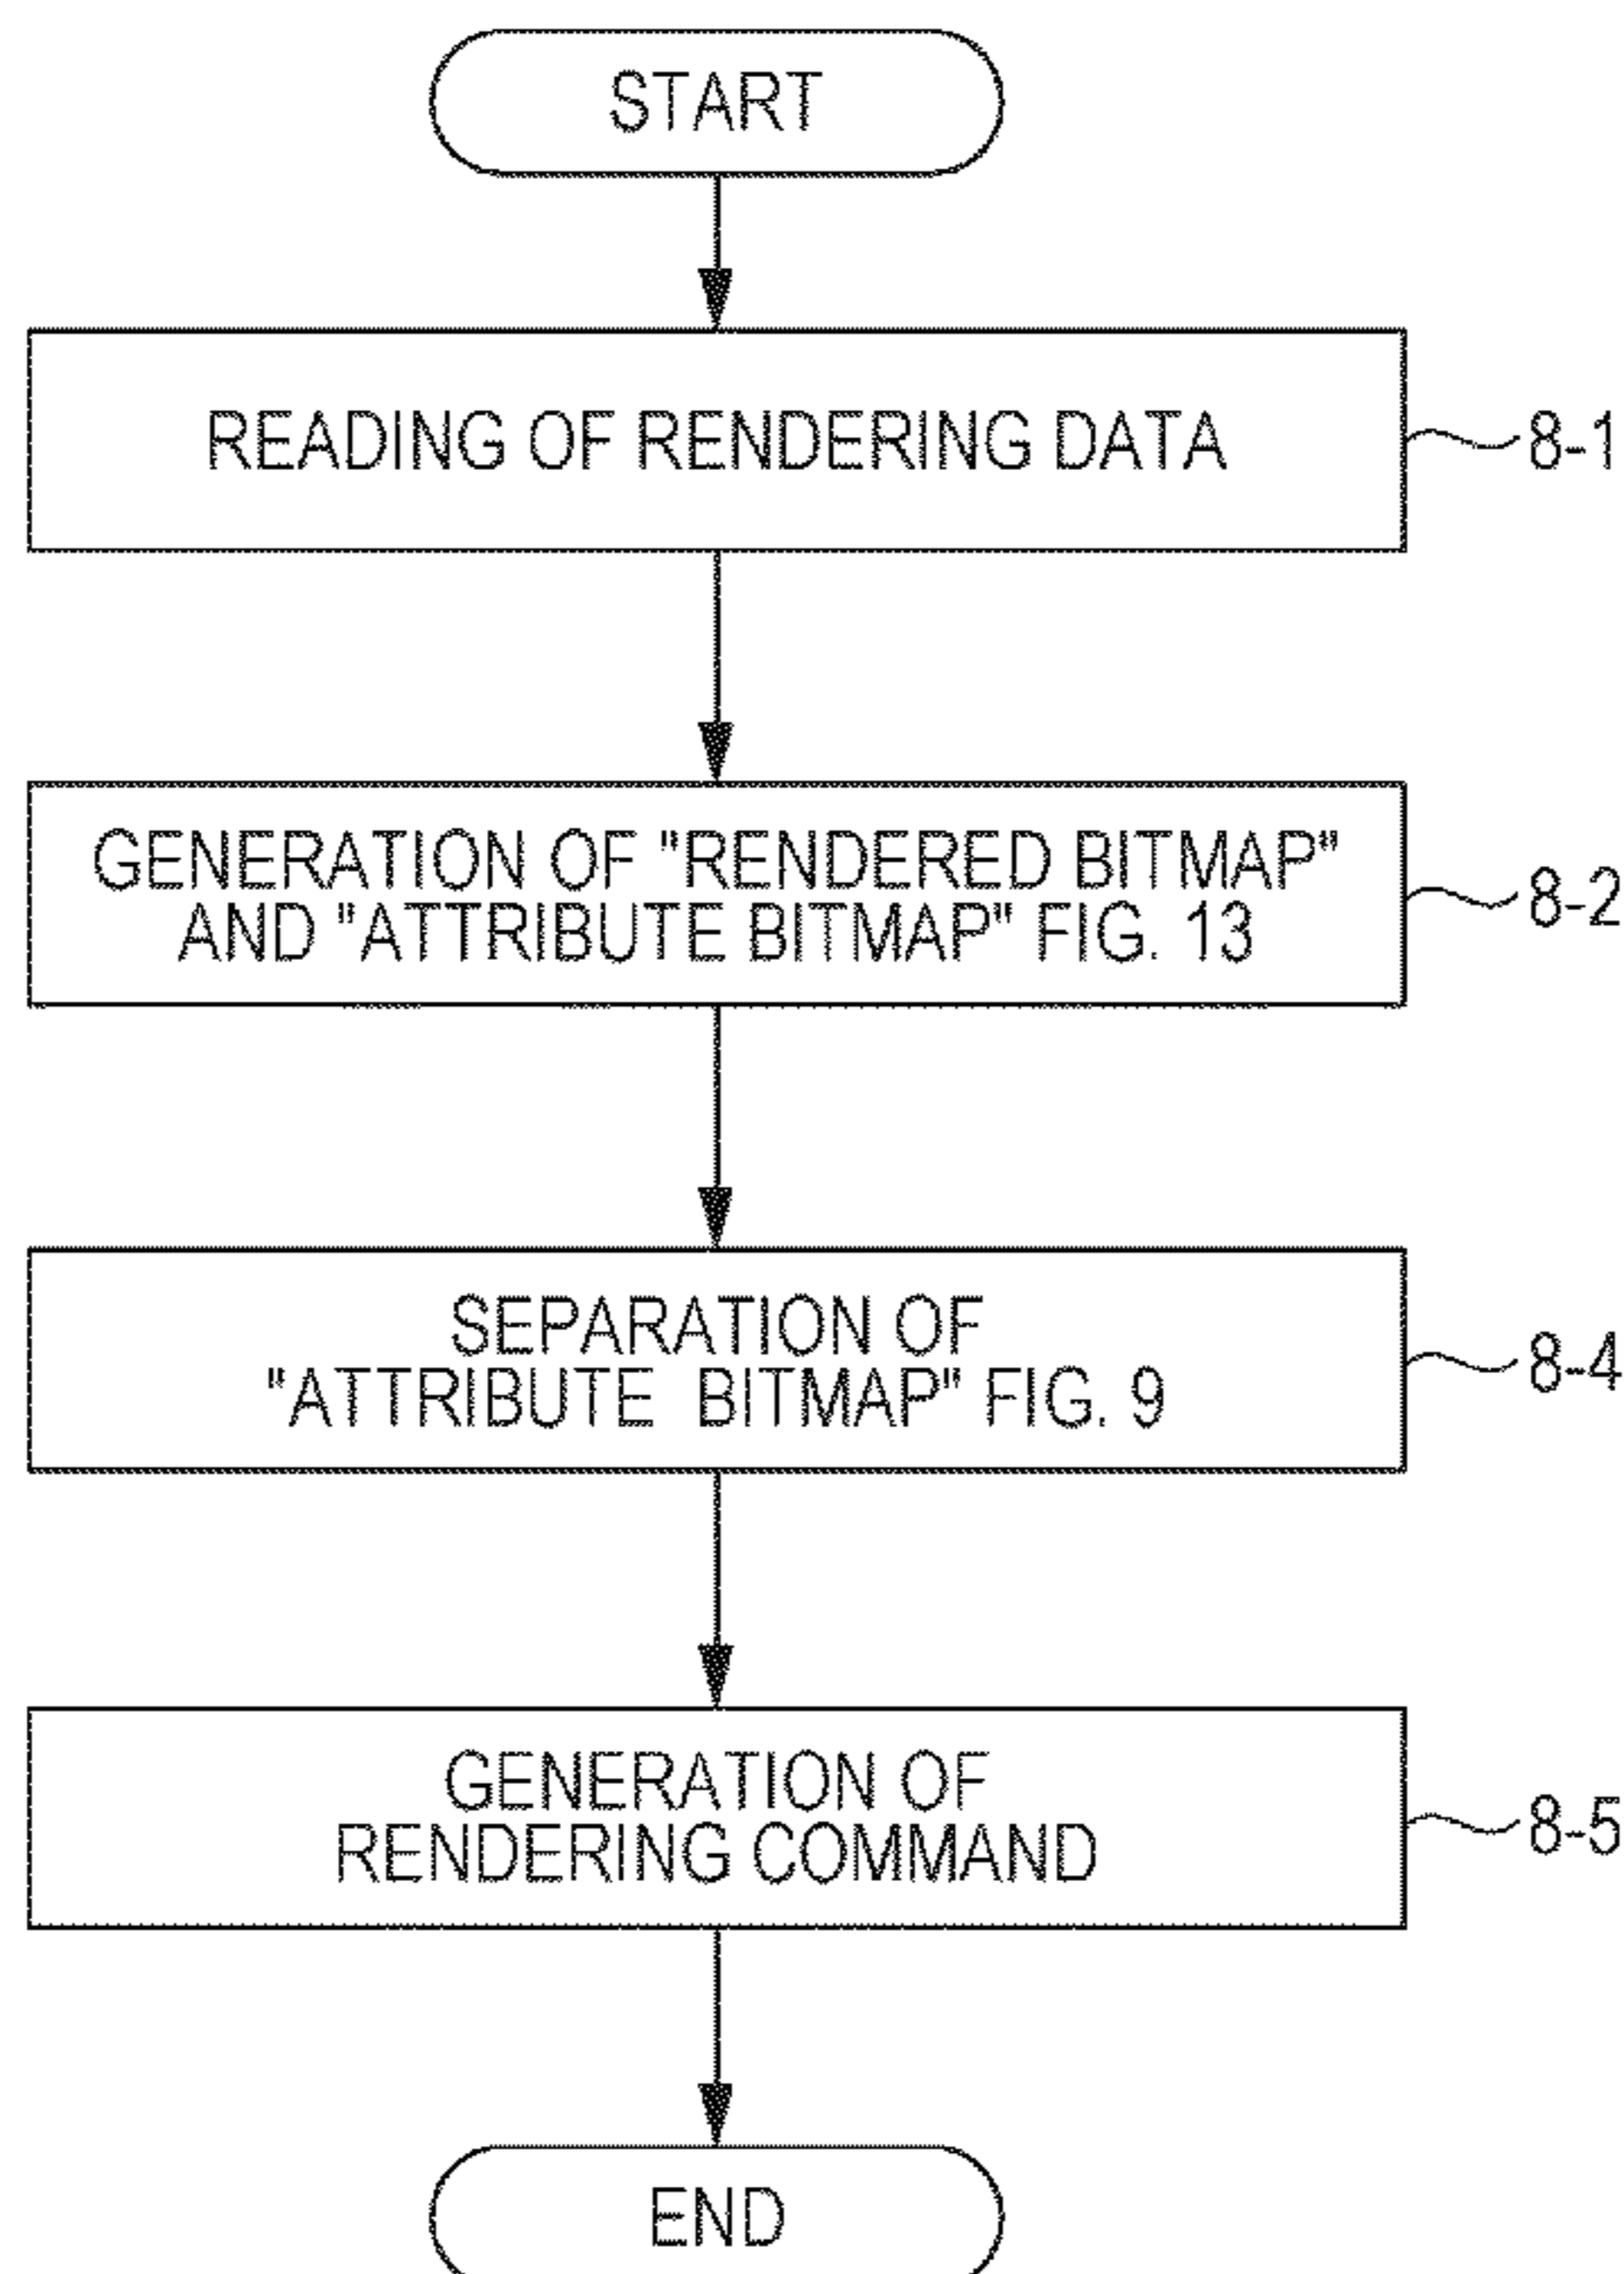 START
READING OF RENDERING DATA
8-1
GENERATION OF "RENDERED BITMAP"
AND "ATTRIBUTE BITMAP" FIG. 13
8-2
SEPARATION OF
"ATTRIBUTE BITMAP" FIG. 9
8-4
GENERATION OF
RENDERING COMMAND
8-5
END